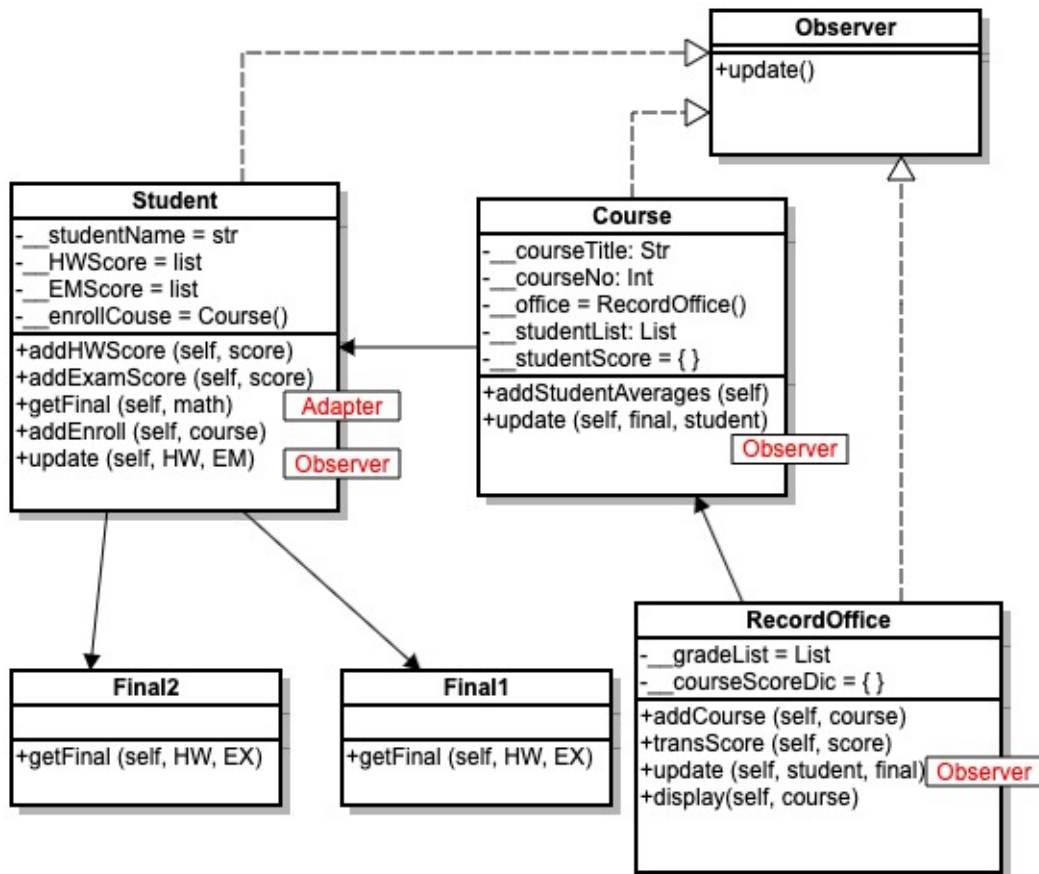 Observer
+update()
Student
-__studentName = str
-__HWScore = list
-__EMScore = list
-__enrollCouse = Course()
+addHWScore (self, score)
+addExamScore (self, score)
+getFinal (self, math)
Adapter
+addEnroll (self, course)
+update (self, HW, EM)
Observer
Course
-__courseTitle: Str
-__courseNo: Int
-__office = RecordOffice()
-__studentList: List
-__studentScore = { }
+addStudentAverages (self)
+update (self, final, student)
Observer
Final2
+getFinal (self, HW, EX)
Final1
+getFinal (self, HW, EX)
RecordOffice
-__gradeList = List
-__courseScoreDic = { }
+addCourse (self, course)
+transScore (self, score)
+update (self, student, final)
Observer
+display(self, course)